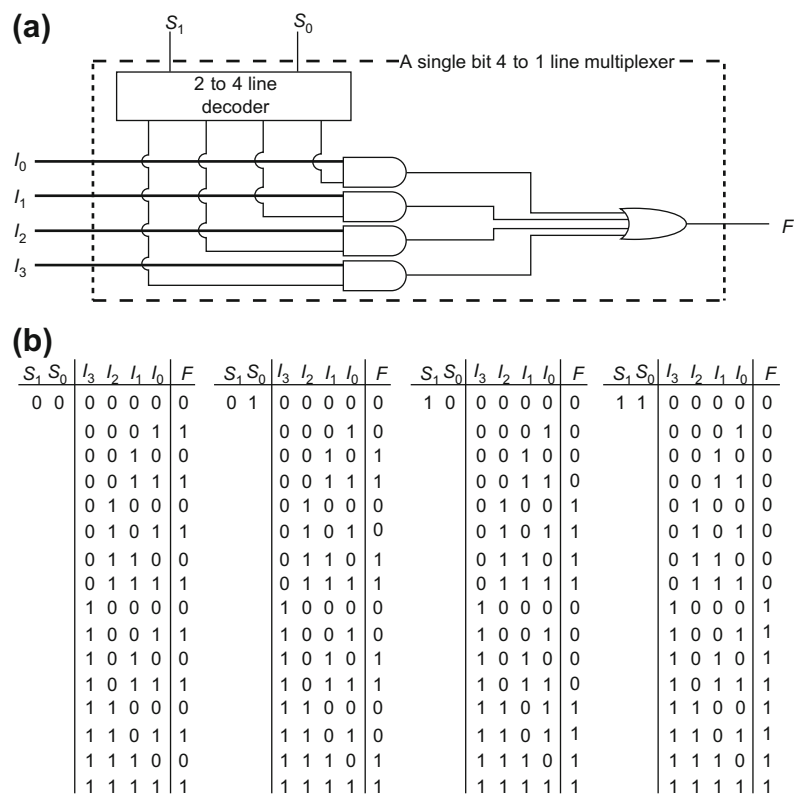 (a)
S1 S0
A single bit 4 to 1 line multiplexer
2 to 4 line
decoder
I0
I1
I2
I3
F
(b)
S1 S0 I3 I2 I1 I0 F S1 S0 I3 I2 I1 I0 F S1 S0 I3 I2 I1 I0 F S1 S0 I3 I2 I1 I0 F
0 0 0 0 0 0 0 0 1 0 0 0 0 0 1 0 0 0 0 0 0 1 1 0 0 0 0 0
0 0 0 1 1 0 0 0 1 0 0 0 0 1 0 0 0 0 1 0
0 0 1 0 0 0 0 1 0 1 0 0 1 0 0 0 0 1 0 0
0 0 1 1 1 0 0 1 1 1 0 0 1 1 0 0 0 1 1 0
0 1 0 0 0 0 1 0 0 0 0 1 0 0 1 0 1 0 0 0
0 1 0 1 1 0 1 0 1 0 0 1 0 1 1 0 1 0 1 0
0 1 1 0 0 0 1 1 0 1 0 1 1 0 1 0 1 1 0 0
0 1 1 1 1 0 1 1 1 1 0 1 1 1 1 0 1 1 1 0
1 0 0 0 0 1 0 0 0 0 1 0 0 0 0 1 0 0 0 1
1 0 0 1 1 1 0 0 1 0 1 0 0 1 0 1 0 0 1 1
1 0 1 0 0 1 0 1 0 1 1 0 1 0 0 1 0 1 0 1
1 0 1 1 1 1 0 1 1 1 1 0 1 1 0 1 0 1 1 1
1 1 0 0 0 1 1 0 0 0 1 1 0 0 1 1 1 0 0 1
1 1 0 1 1 1 1 0 1 0 1 1 0 1 1 1 1 0 1 1
1 1 1 0 0 1 1 1 0 1 1 1 1 0 1 1 1 1 0 1
1 1 1 1 1 1 1 1 1 1 1 1 1 1 1 1 1 1 1 1